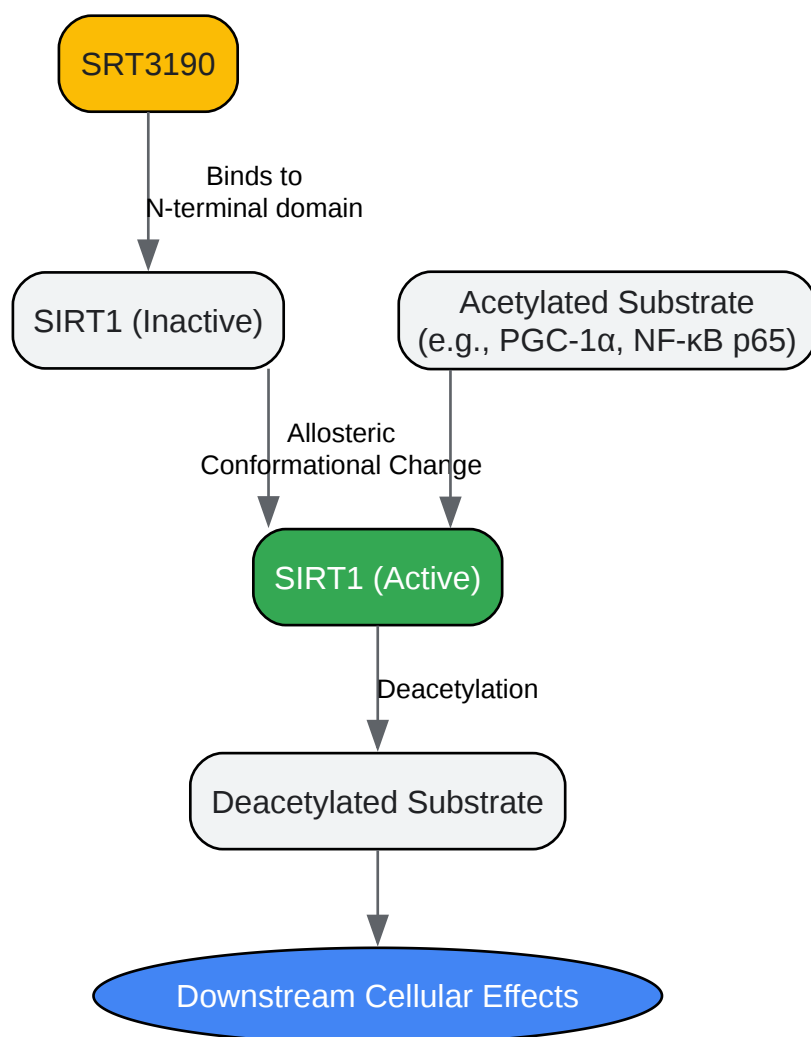 SRT3190
Binds to
N-terminal domain
SIRT1 (Inactive)
Acetylated Substrate
(e.g., PGC-1α, NF-κB p65)
Allosteric
Conformational Change
SIRT1 (Active)
Deacetylation
Deacetylated Substrate
Downstream Cellular Effects